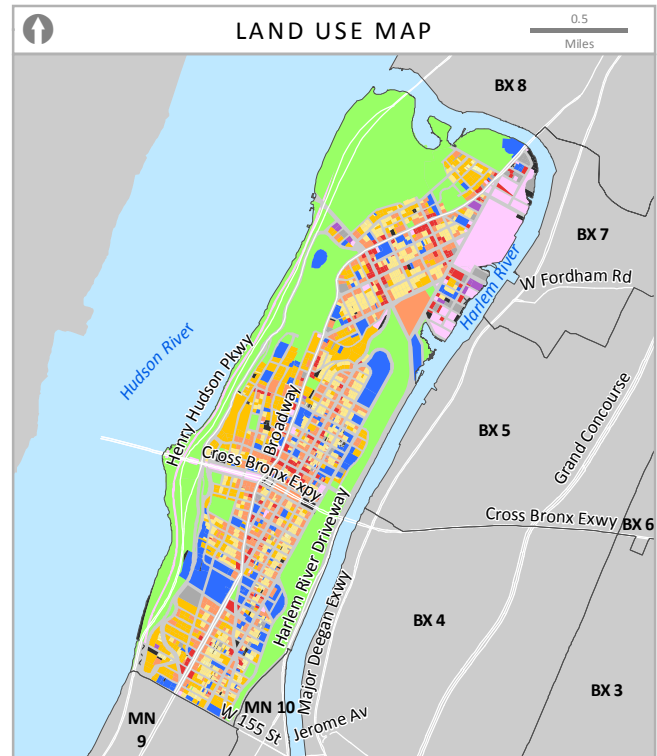 LAND USE MAP
0.5
Miles
BX 8
BX 7
W Fordham Rd
Harlem River
Hudson River
Henry Hudson Pkwy
Broadway
Grand Concourse
BX 5
Cross Bronx Expy
Cross Bronx Exwy
BX 6
Harlem River Driveway
Major Deegan Exwy
BX 4
BX 3
MN 10
MN
9
W 155 St
Jerome Av